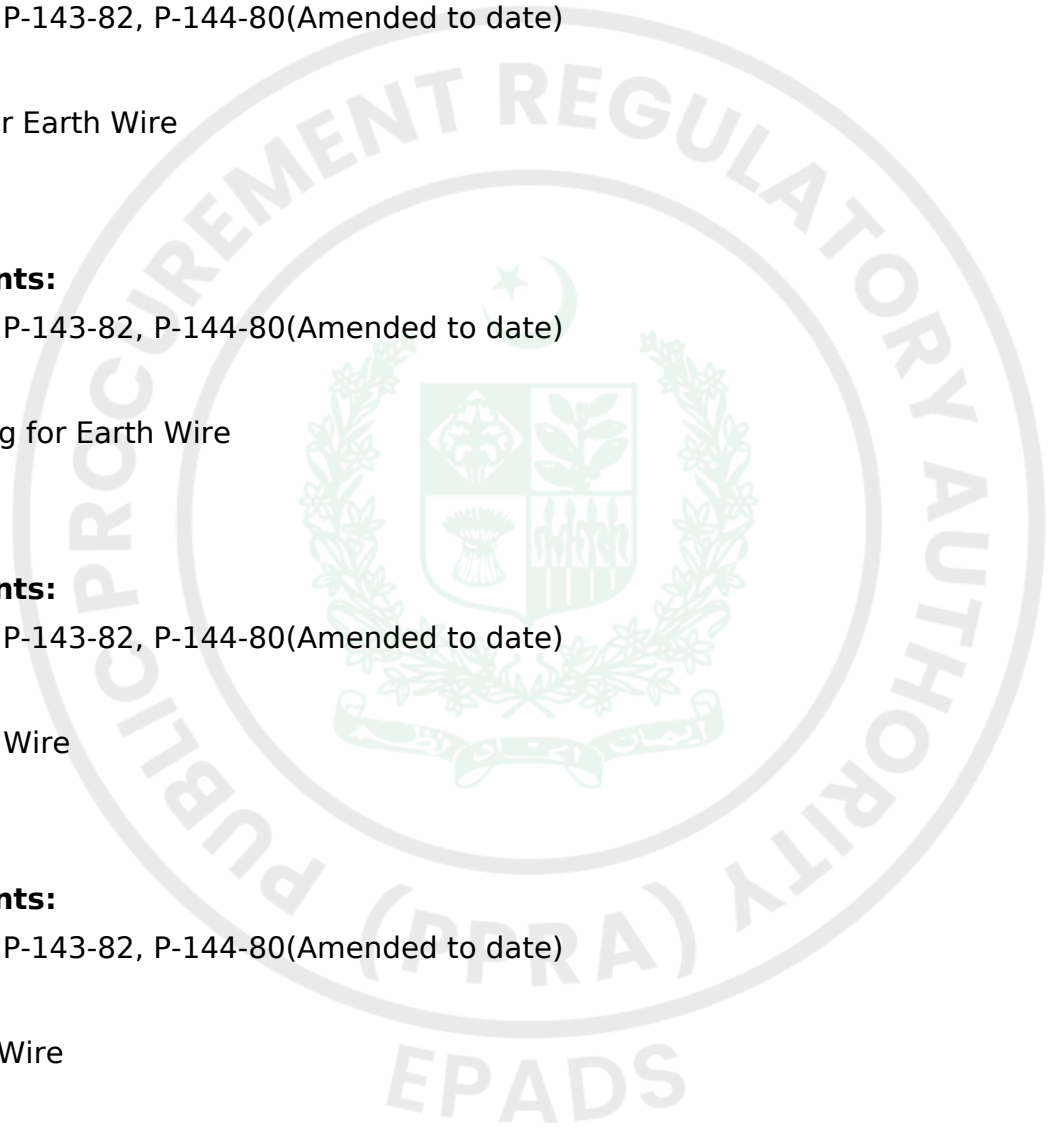 P-143-82, P-144-80(Amended to date)
r Earth Wire
nts:
P-143-82, P-144-80(Amended to date)
g for Earth Wire
nts:
P-143-82, P-144-80(Amended to date)
Wire
nts:
P-143-82, P-144-80(Amended to date)
Wire
PUBLIC PROCUREMENT REGULATORY AUTHORITY
(PPRA)
EPADS